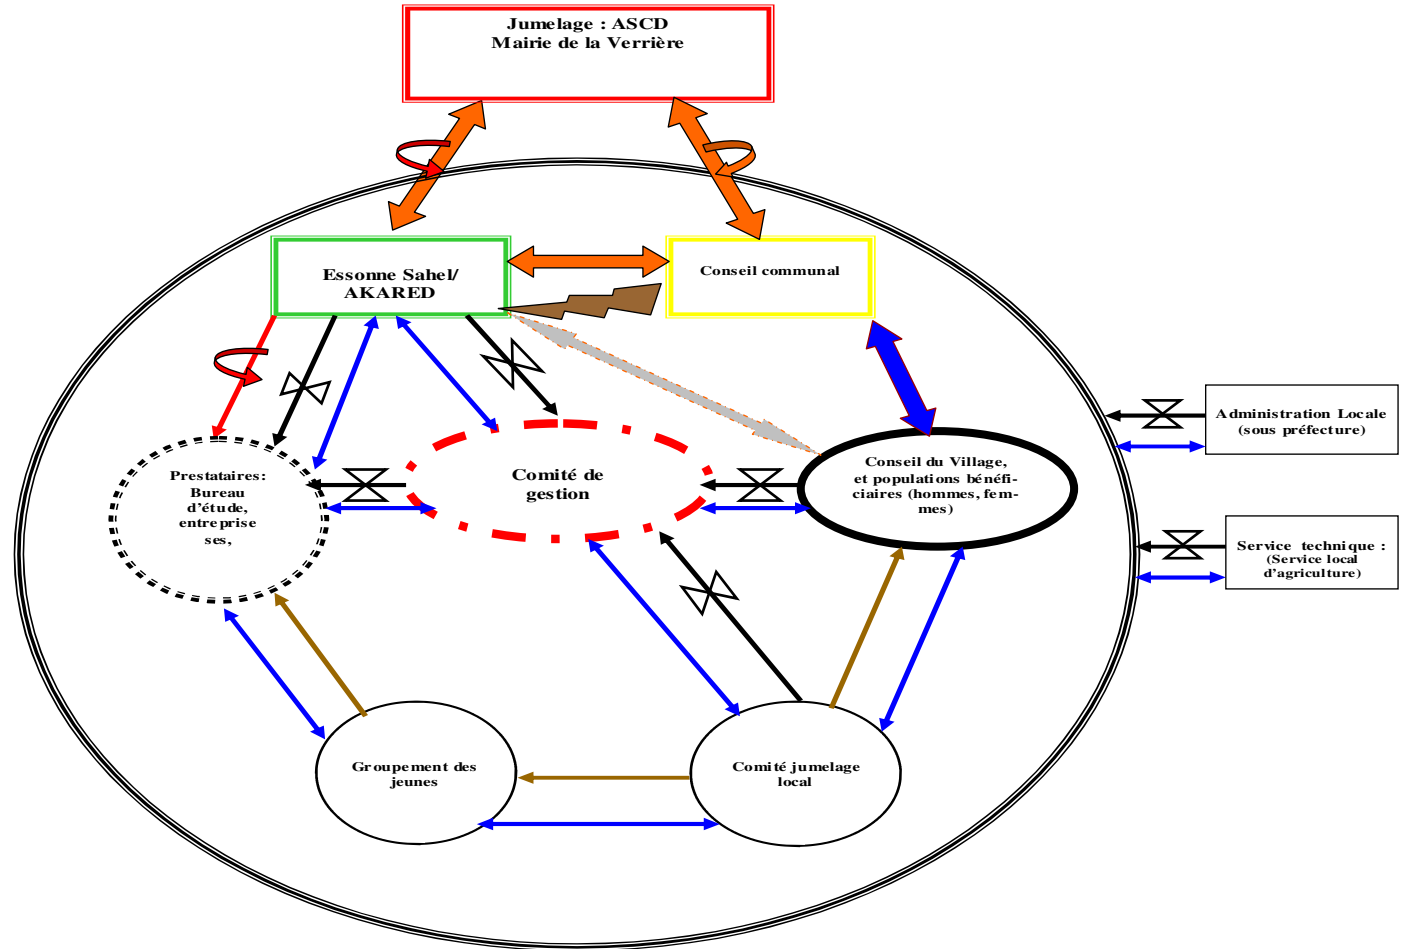 Jumelage : ASCD
Mairie de la Verrière
Essonne Sahel/
AKARED
Conseil communal
Administration Locale
(sous préfecture)
Prestataires:
Bureau
d'étude,
entreprise
ses,
Comité de
gestion
Conseil du Village,
et populations bénéfi-
ciaires (hommes, fem-
mes)
Service technique :
(Service local
d'agriculture)
Groupement des
jeunes
Comité jumelage
local